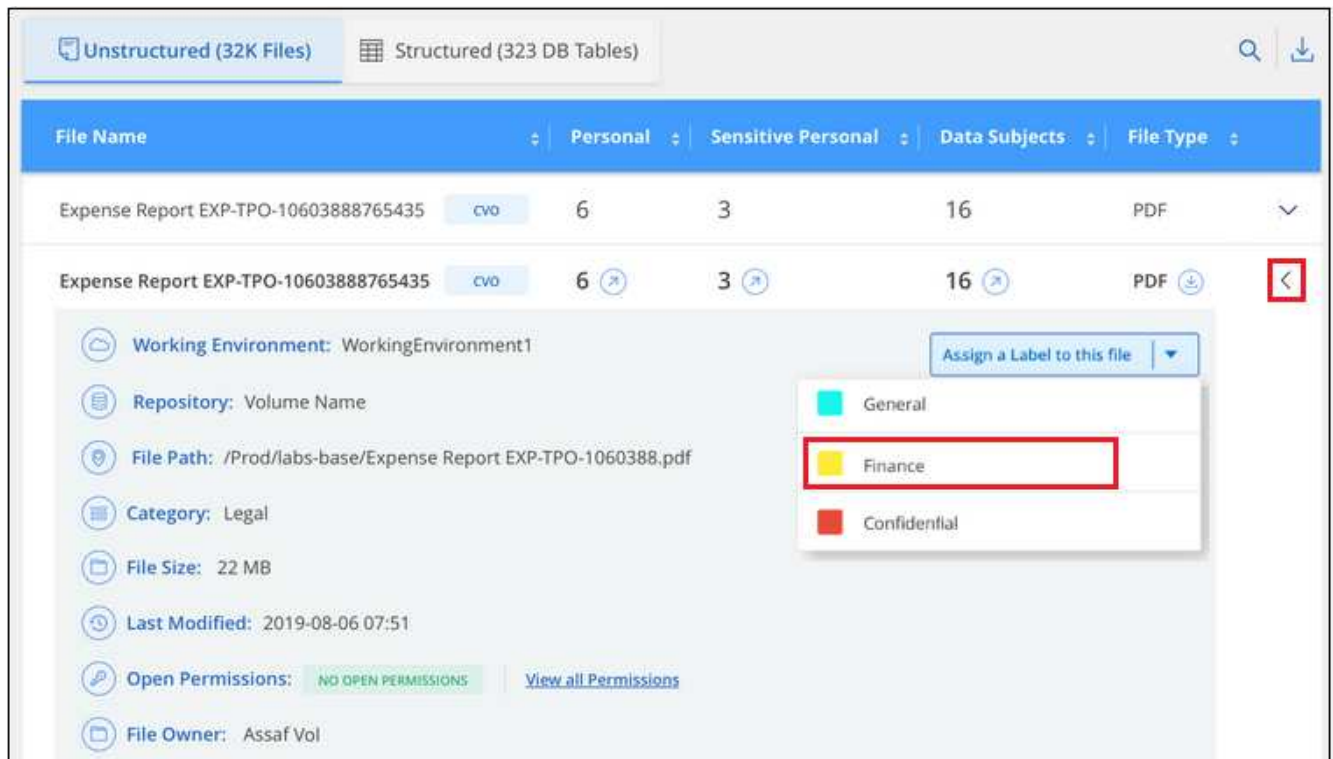 Unstructured (32K Files) Structured (323 DB Tables)
File Name Personal Sensitive Personal Data Subjects File Type
Expense Report EXP-TPO-10603888765435 CVO 6 3 16 PDF
Expense Report EXP-TPO-10603888765435 CVO 6 3 16 PDF
Working Environment: WorkingEnvironment1
Assign a Label to this file
Repository: Volume Name
General
File Path: /Prod/labs-base/Expense Report EXP-TPO-1060388.pdf
Finance
Category: Legal
Confidential
File Size: 22 MB
Last Modified: 2019-08-06 07:51
Open Permissions: NO OPEN PERMISSIONS View all Permissions
File Owner: Assaf Vol